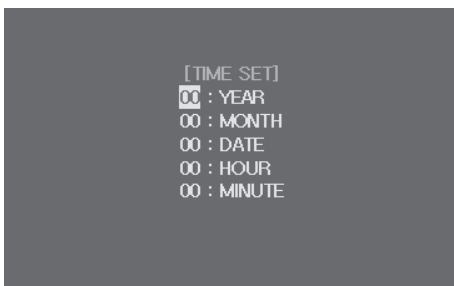 [TIME SET]
00 : YEAR
00 : MONTH
00 : DATE
00 : HOUR
00 : MINUTE